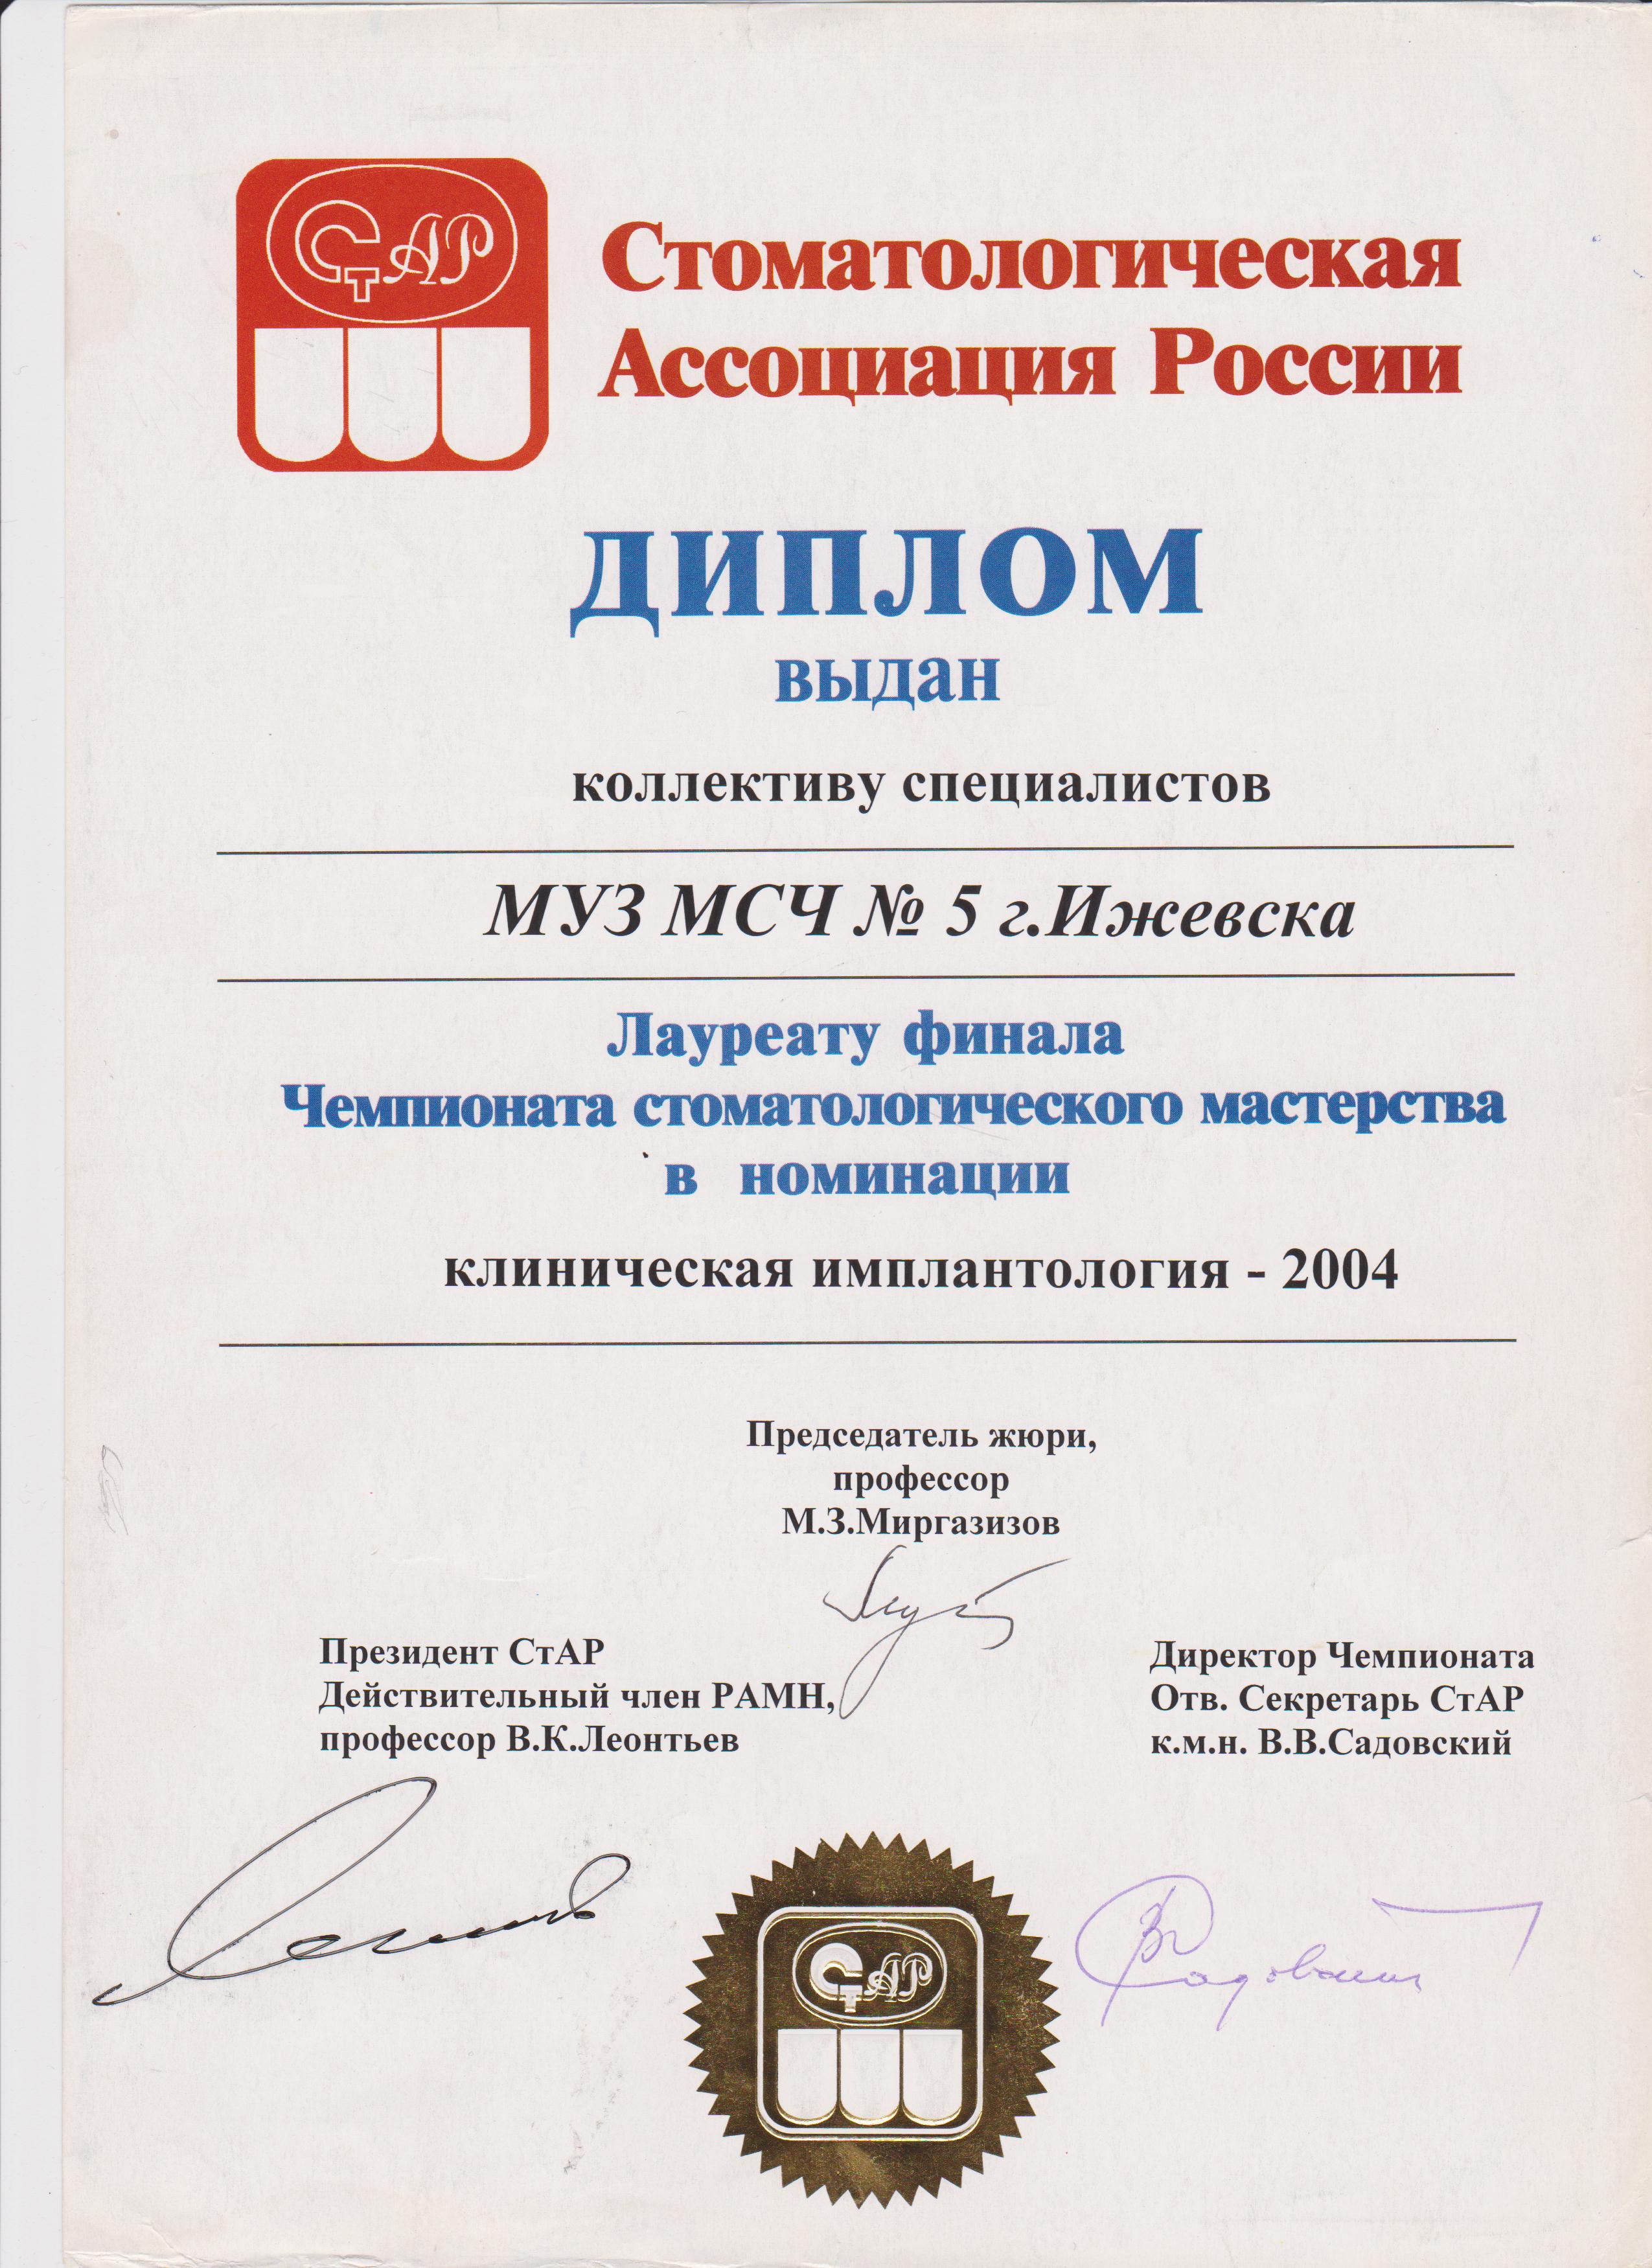 СтАР
Стоматологическая
Ассоциация России
ДИПЛОМ
выдан
коллективу специалистов
МУЗ МСЧ № 5 г.Ижевска
Лауреату финала
Чемпионата стоматологического мастерства
в номинации
клиническая имплантология - 2004
Председатель жюри,
профессор
М.З.Миргазизов
Президент СтАР
Действительный член РАМН,
профессор В.К.Леонтьев
Директор Чемпионата
Отв. Секретарь СтАР
к.м.н. В.В.Садовский
СтАР